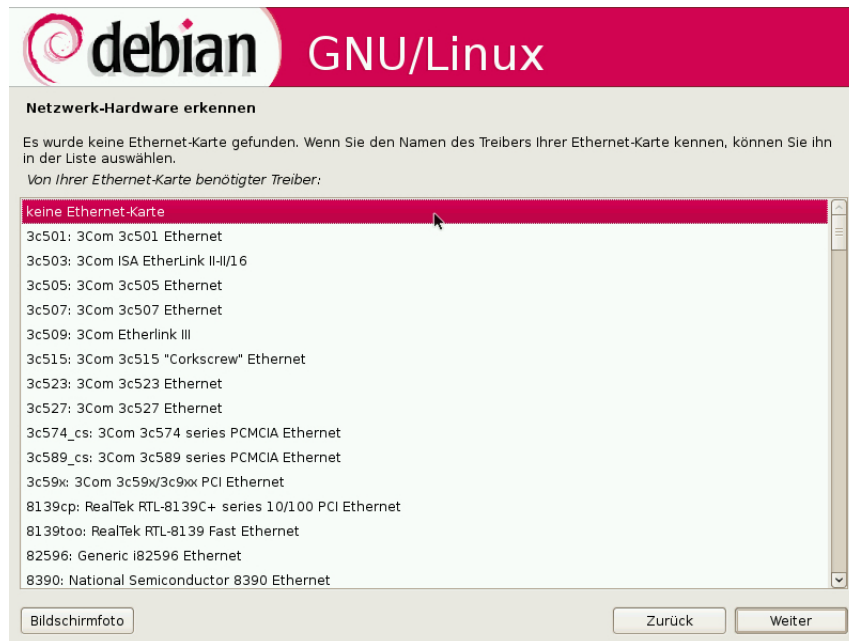 debian GNU/Linux
Netzwerk-Hardware erkennen
Es wurde keine Ethernet-Karte gefunden. Wenn Sie den Namen des Treibers Ihrer Ethernet-Karte kennen, können Sie ihn
in der Liste auswählen.
Von Ihrer Ethernet-Karte benötigter Treiber:
keine Ethernet-Karte
3c501: 3Com 3c501 Ethernet
3c503: 3Com ISA EtherLink II-II/16
3c505: 3Com 3c505 Ethernet
3c507: 3Com 3c507 Ethernet
3c509: 3Com Etherlink III
3c515: 3Com 3c515 "Corkscrew" Ethernet
3c523: 3Com 3c523 Ethernet
3c527: 3Com 3c527 Ethernet
3c574_cs: 3Com 3c574 series PCMCIA Ethernet
3c589_cs: 3Com 3c589 series PCMCIA Ethernet
3c59x: 3Com 3c59x/3c9xx PCI Ethernet
8139cp: RealTek RTL-8139C+ series 10/100 PCI Ethernet
8139too: RealTek RTL-8139 Fast Ethernet
82596: Generic i82596 Ethernet
8390: National Semiconductor 8390 Ethernet
Bildschirmfoto Zurück Weiter